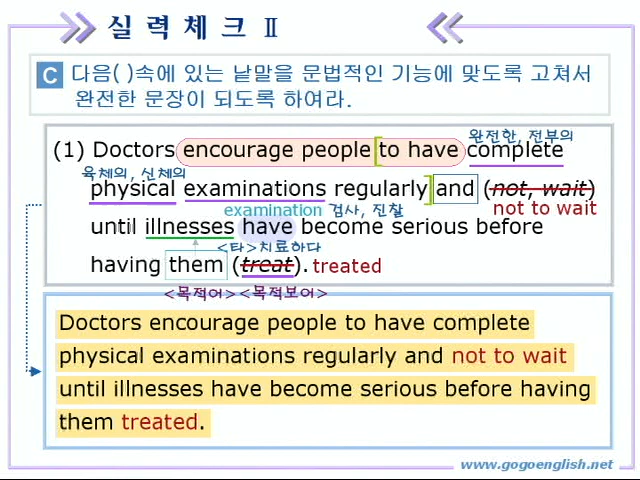 실 력 체 크 Ⅱ
C 다음( )속에 있는 낱말을 문법적인 기능에 맞도록 고쳐서
완전한 문장이 되도록 하여라.
완전한, 전부의
(1) Doctors encourage people to have complete
육체의, 신체의
physical examinations regularly and (not, wait)
examination 검사, 진찰 not to wait
until illnesses have become serious before
<타>치료하다
having them (treat). treated
<목적어><목적보어>
Doctors encourage people to have complete
physical examinations regularly and not to wait
until illnesses have become serious before having
them treated.
www.gogoenglish.net